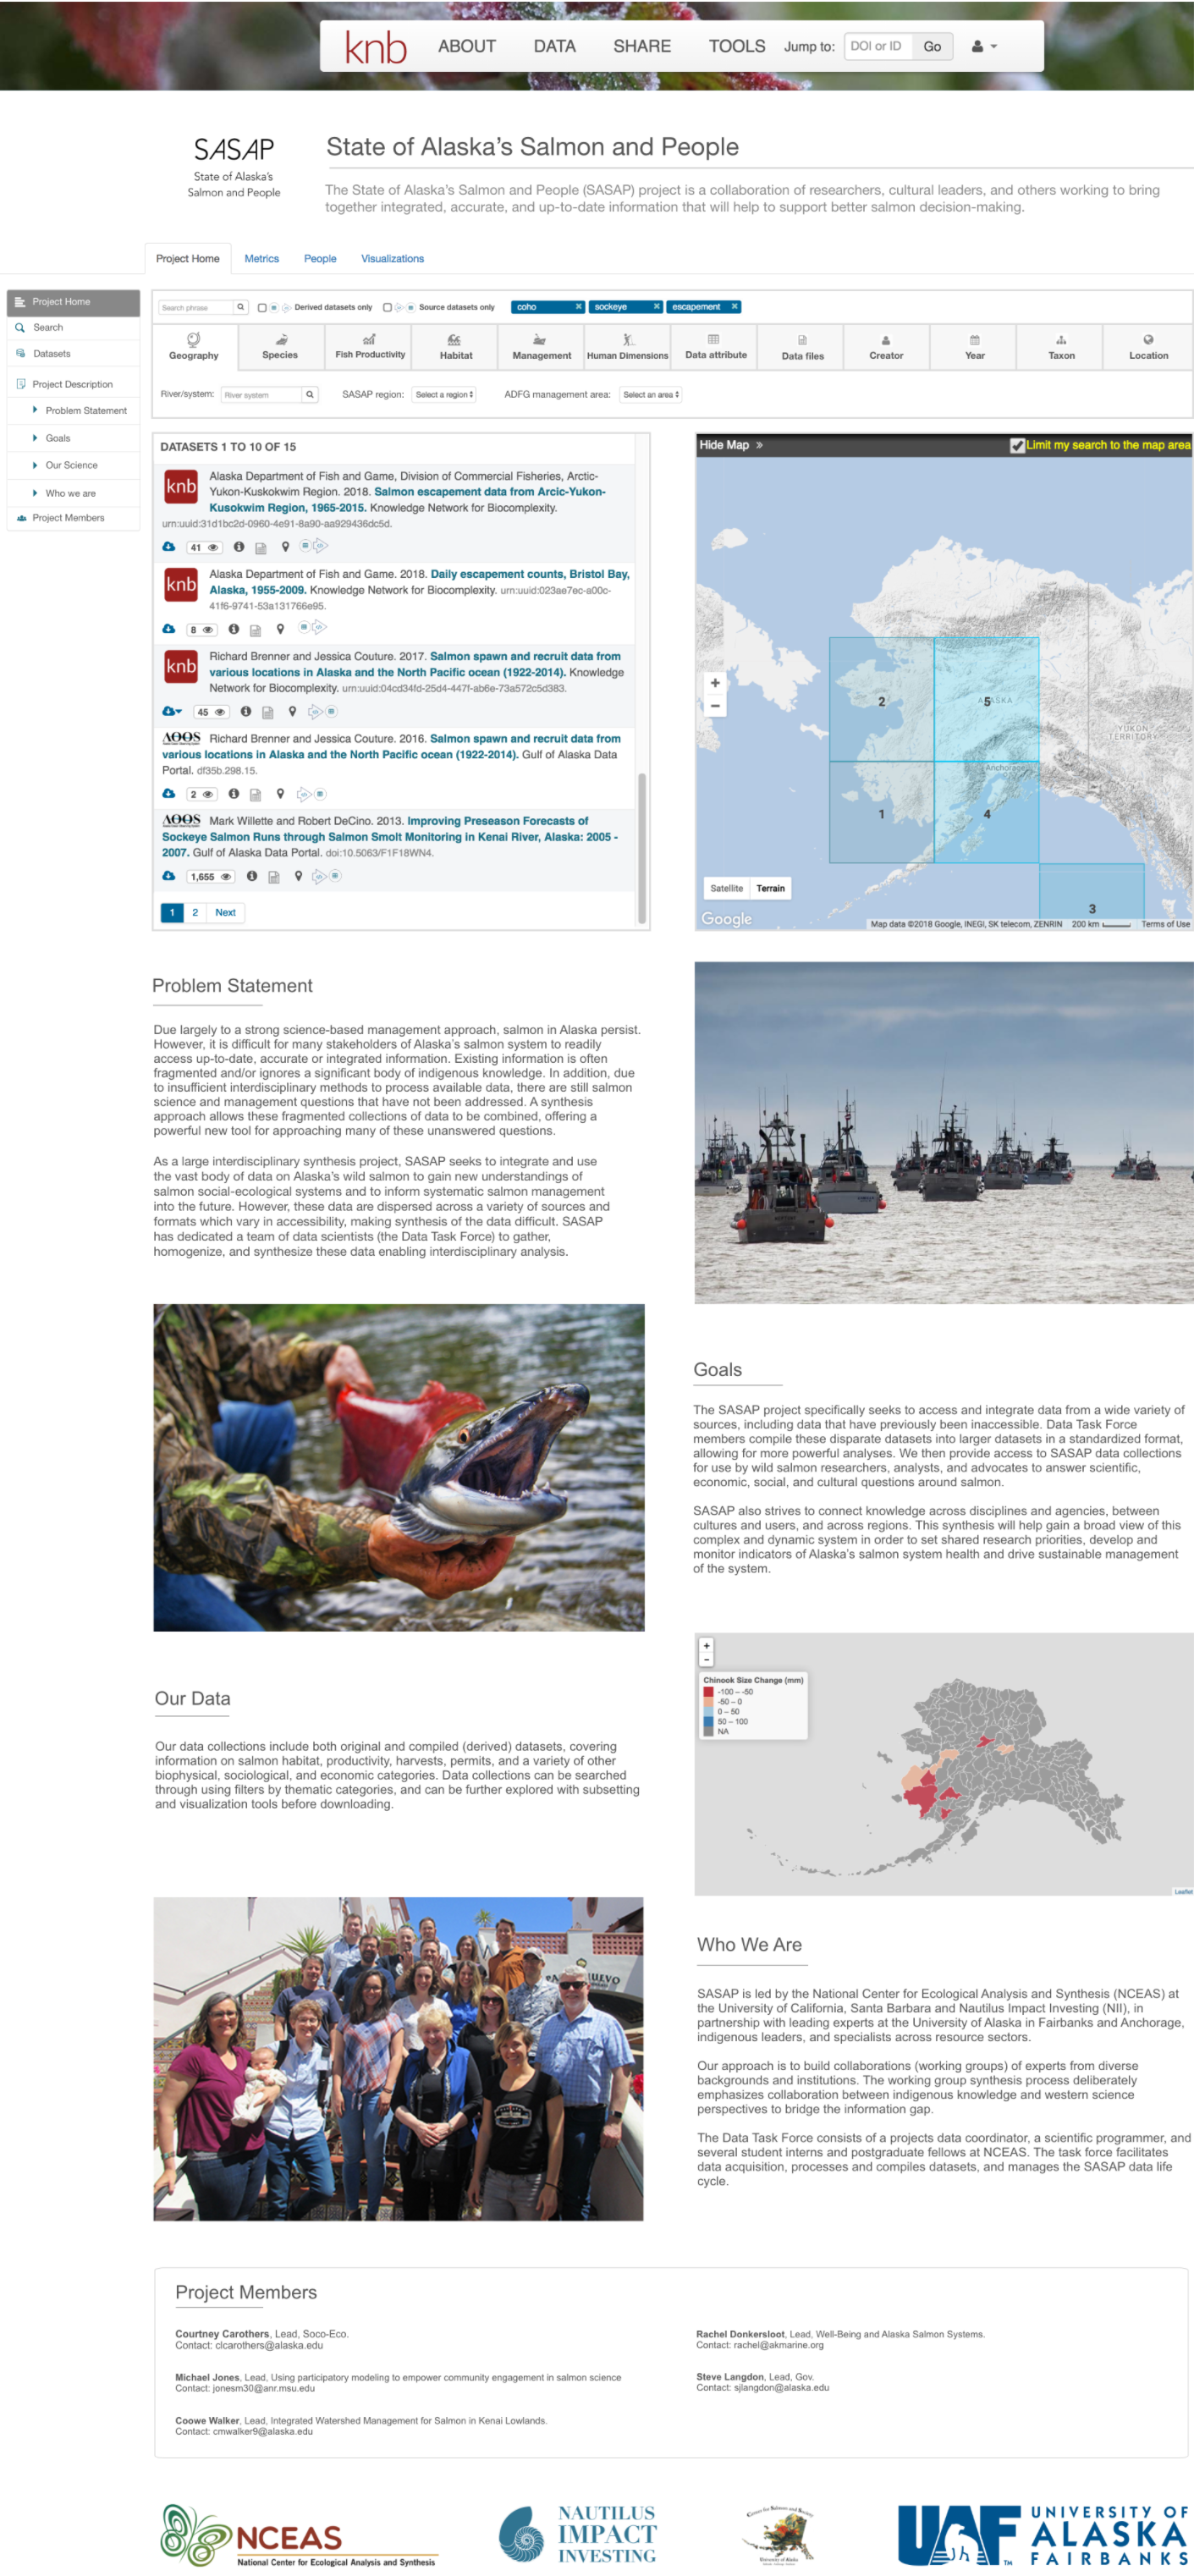 knb ABOUT DATA SHARE TOOLS Jump to: DOI or ID Go
SASAP
State of Alaska's
Salmon and People
State of Alaska's Salmon and People
The State of Alaska's Salmon and People (SASAP) project is a collaboration of researchers, cultural leaders, and others working to bring
together integrated, accurate, and up-to-date information that will help to support better salmon decision-making.
Project Home Metrics People Visualizations
Project Home
Search
Datasets
Project Description
Problem Statement
Goals
Our Science
Who we are
Project Members
Search phrase Derived datasets only Source datasets only coho × sockeye × escapement ×
Geography Species Fish Productivity Habitat Management Human Dimensions Data attribute Data files Creator Year Taxon Location
River/system: River system SASAP region: Select a region ADFG management area: Select an area
DATASETS 1 TO 10 OF 15
knb Alaska Department of Fish and Game, Division of Commercial Fisheries, Arctic-
Yukon-Kuskokwim Region. 2018. Salmon escapement data from Arcic-Yukon-
Kusokwim Region, 1965-2015. Knowledge Network for Biocomplexity.
urn:uuid:31d1bc2d-0960-4e91-8a90-aa929436dc5d.
41
knb Alaska Department of Fish and Game. 2018. Daily escapement counts, Bristol Bay,
Alaska, 1955-2009. Knowledge Network for Biocomplexity. urn:uuid:023ae7ec-a00c-
41f6-9741-53a131766e95.
8
knb Richard Brenner and Jessica Couture. 2017. Salmon spawn and recruit data from
various locations in Alaska and the North Pacific ocean (1922-2014). Knowledge
Network for Biocomplexity. urn:uuid:04cd34fd-25d4-447f-ab6e-73a572c5d383.
45
AOOS Richard Brenner and Jessica Couture. 2016. Salmon spawn and recruit data from
various locations in Alaska and the North Pacific ocean (1922-2014). Gulf of Alaska Data
Portal. df35b.298.15.
2
AOOS Mark Willette and Robert DeCino. 2013. Improving Preseason Forecasts of
Sockeye Salmon Runs through Salmon Smolt Monitoring in Kenai River, Alaska: 2005 -
2007. Gulf of Alaska Data Portal. doi:10.5063/F1F18WN4.
1,655
1 2 Next
Hide Map » Limit my search to the map area
+
−
2 5 ALASKA
YUKON
TERRITORY
Anchorage
1 4
3
Satellite Terrain
Google
Map data ©2018 Google, INEGI, SK telecom, ZENRIN 200 km Terms of Use
Problem Statement
Due largely to a strong science-based management approach, salmon in Alaska persist.
However, it is difficult for many stakeholders of Alaska's salmon system to readily
access up-to-date, accurate or integrated information. Existing information is often
fragmented and/or ignores a significant body of indigenous knowledge. In addition, due
to insufficient interdisciplinary methods to process available data, there are still salmon
science and management questions that have not been addressed. A synthesis
approach allows these fragmented collections of data to be combined, offering a
powerful new tool for approaching many of these unanswered questions.
As a large interdisciplinary synthesis project, SASAP seeks to integrate and use
the vast body of data on Alaska's wild salmon to gain new understandings of
salmon social-ecological systems and to inform systematic salmon management
into the future. However, these data are dispersed across a variety of sources and
formats which vary in accessibility, making synthesis of the data difficult. SASAP
has dedicated a team of data scientists (the Data Task Force) to gather,
homogenize, and synthesize these data enabling interdisciplinary analysis.
Goals
The SASAP project specifically seeks to access and integrate data from a wide variety of
sources, including data that have previously been inaccessible. Data Task Force
members compile these disparate datasets into larger datasets in a standardized format,
allowing for more powerful analyses. We then provide access to SASAP data collections
for use by wild salmon researchers, analysts, and advocates to answer scientific,
economic, social, and cultural questions around salmon.
SASAP also strives to connect knowledge across disciplines and agencies, between
cultures and users, and across regions. This synthesis will help gain a broad view of this
complex and dynamic system in order to set shared research priorities, develop and
monitor indicators of Alaska's salmon system health and drive sustainable management
of the system.
Our Data
Our data collections include both original and compiled (derived) datasets, covering
information on salmon habitat, productivity, harvests, permits, and a variety of other
biophysical, sociological, and economic categories. Data collections can be searched
through using filters by thematic categories, and can be further explored with subsetting
and visualization tools before downloading.
+
-
Chinook Size Change (mm)
-100 – -50
-50 – 0
0 – 50
50 – 100
NA
Leaflet
Who We Are
SASAP is led by the National Center for Ecological Analysis and Synthesis (NCEAS) at
the University of California, Santa Barbara and Nautilus Impact Investing (NII), in
partnership with leading experts at the University of Alaska in Fairbanks and Anchorage,
indigenous leaders, and specialists across resource sectors.
Our approach is to build collaborations (working groups) of experts from diverse
backgrounds and institutions. The working group synthesis process deliberately
emphasizes collaboration between indigenous knowledge and western science
perspectives to bridge the information gap.
The Data Task Force consists of a projects data coordinator, a scientific programmer, and
several student interns and postgraduate fellows at NCEAS. The task force facilitates
data acquisition, processes and compiles datasets, and manages the SASAP data life
cycle.
Project Members
Courtney Carothers, Lead, Soco-Eco.
Contact: clcarothers@alaska.edu
Rachel Donkersloot, Lead, Well-Being and Alaska Salmon Systems.
Contact: rachel@akmarine.org
Michael Jones, Lead, Using participatory modeling to empower community engagement in salmon science
Contact: jonesm30@anr.msu.edu
Steve Langdon, Lead, Gov.
Contact: sjlangdon@alaska.edu
Coowe Walker, Lead, Integrated Watershed Management for Salmon in Kenai Lowlands.
Contact: cmwalker9@alaska.edu
NCEAS
National Center for Ecological Analysis and Synthesis
NAUTILUS
IMPACT
INVESTING
Center for Salmon and Society
University of Alaska
UAF TM
UNIVERSITY OF
ALASKA
FAIRBANKS